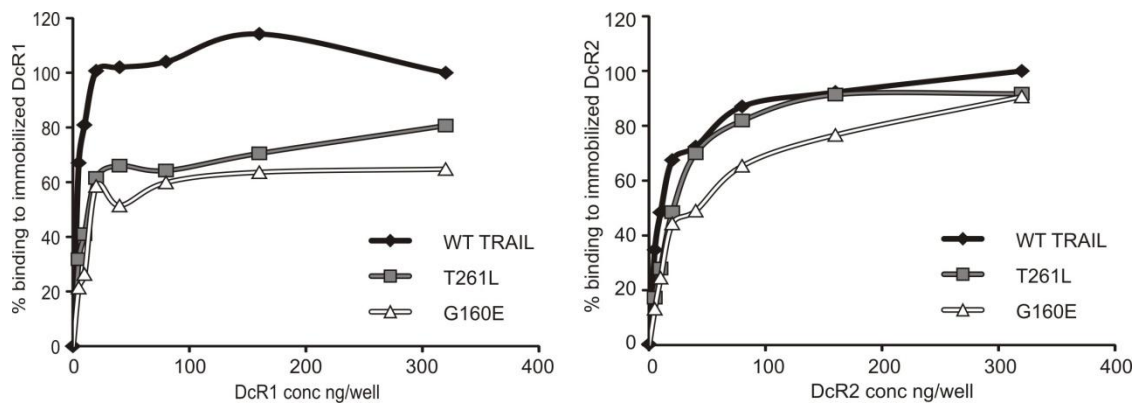 % binding to immobilized DcR1
120
100
80
60
40
20
0
0 100 200 300 400
DcR1 conc ng/well
WT TRAIL
T261L
G160E
% binding to immobilized DcR2
120
100
80
60
40
20
0
0 100 200 300 400
DcR2 conc ng/well
WT TRAIL
T261L
G160E